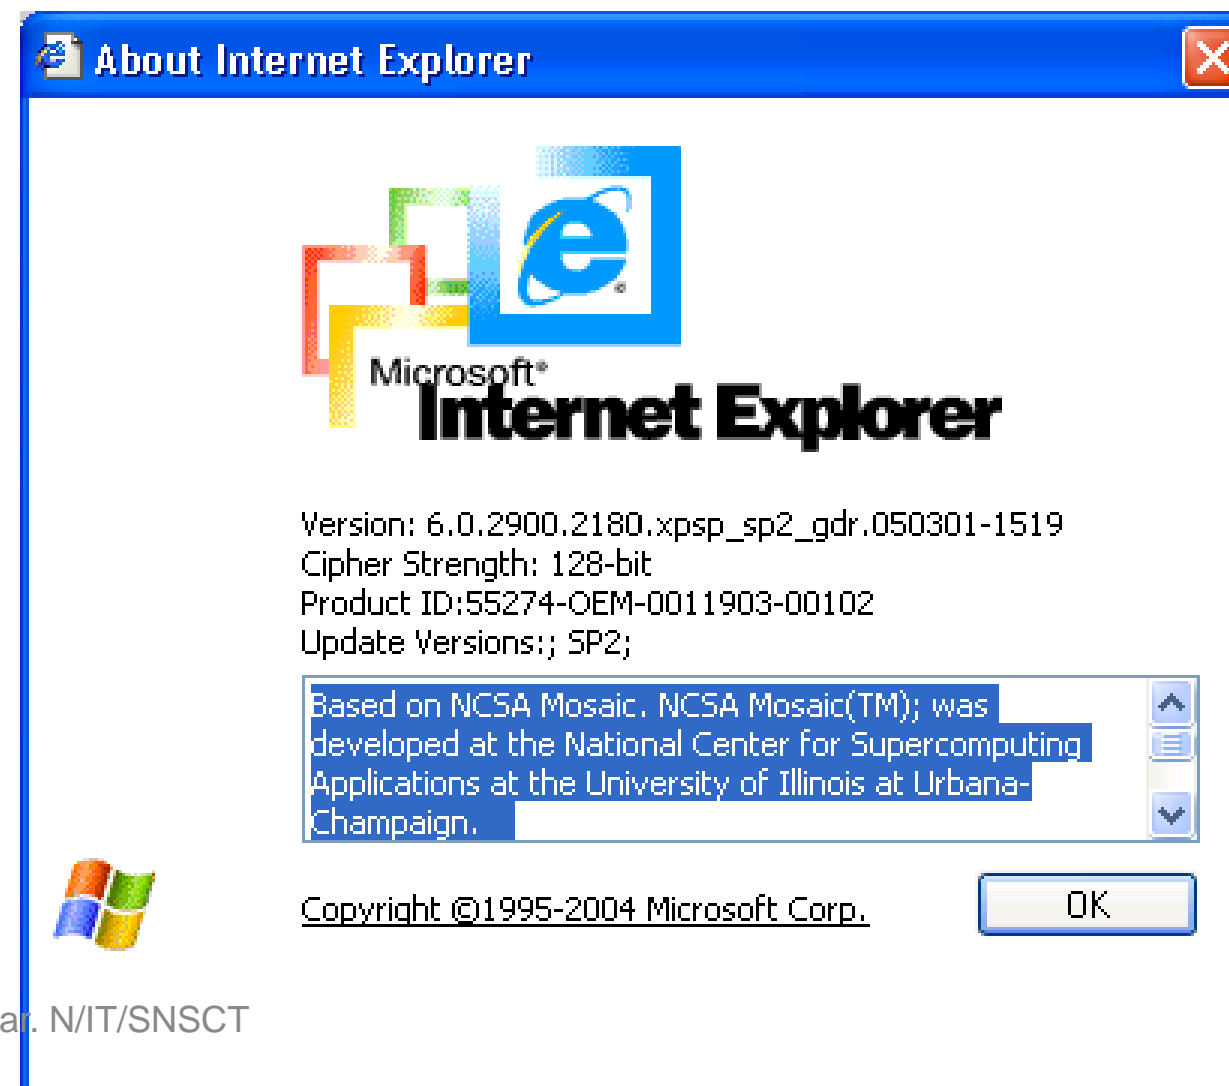 About Internet Explorer
Microsoft®
Internet Explorer
Version: 6.0.2900.2180.xpsp_sp2_gdr.050301-1519
Cipher Strength: 128-bit
Product ID:55274-OEM-0011903-00102
Update Versions:; SP2;
Based on NCSA Mosaic. NCSA Mosaic(TM); was
developed at the National Center for Supercomputing
Applications at the University of Illinois at Urbana-
Champaign.
Copyright ©1995-2004 Microsoft Corp.
OK
ar. N/IT/SNSCT